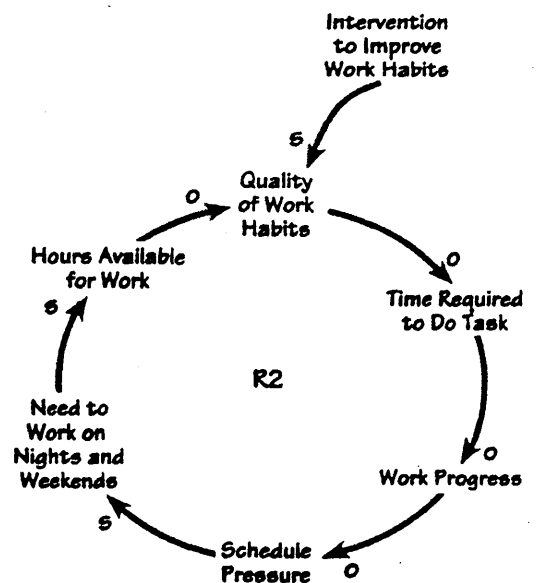 Intervention
to Improve
Work Habits
S
Quality
of Work
Habits
O
O
Hours Available
for Work
Time Required
to Do Task
S
R2
Need to
Work on
Nights and
Weekends
O
Work Progress
S
Schedule
Pressure
O